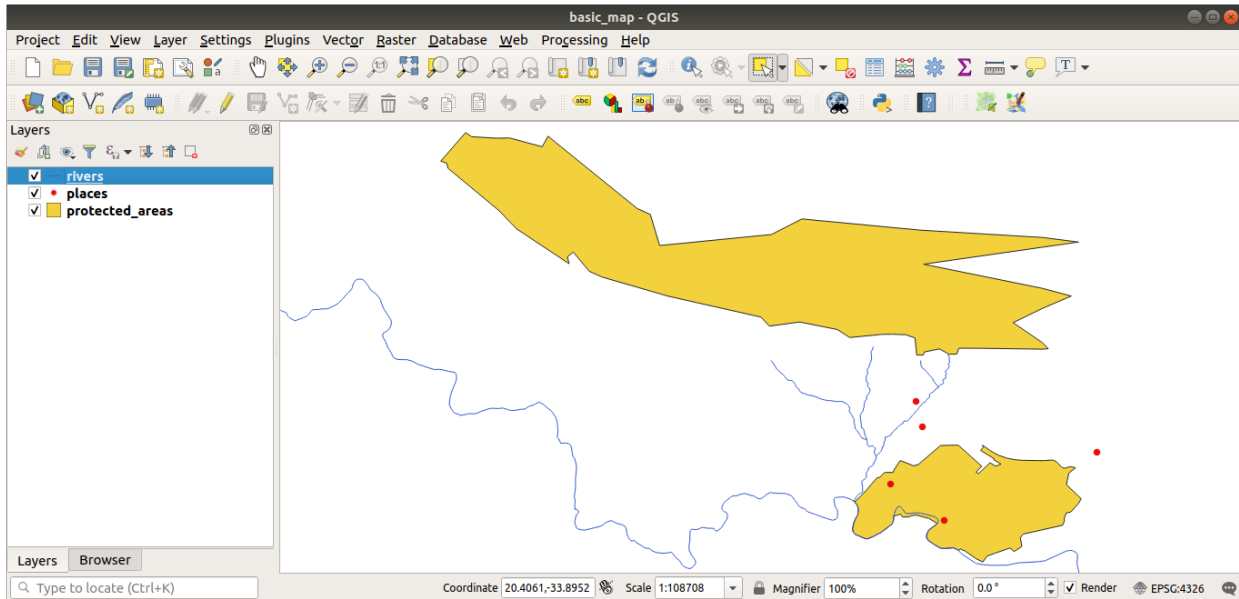 basic_map - QGIS
Project Edit View Layer Settings Plugins Vector Raster Database Web Processing Help
Layers
rivers
places
protected_areas
Layers Browser
Type to locate (Ctrl+K) Coordinate 20.4061,-33.8952 Scale 1:108708 Magnifier 100% Rotation 0.0° Render EPSG:4326